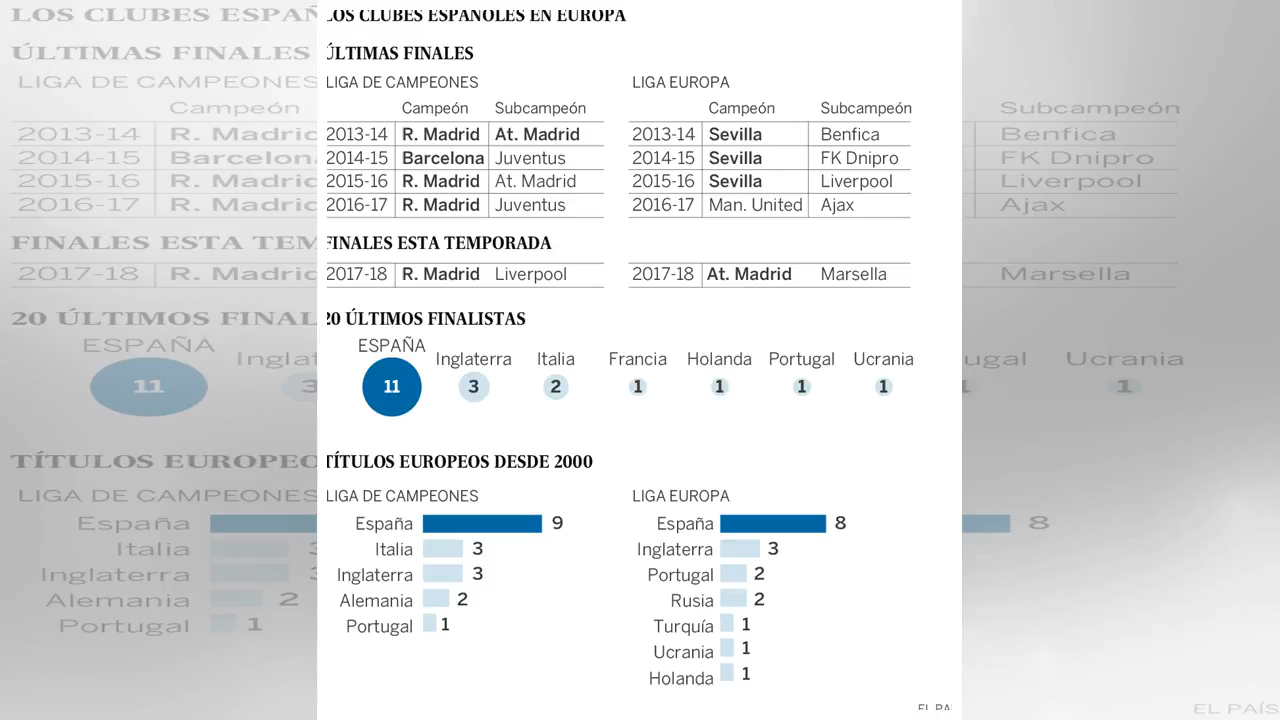 LOS CLUBES ESPAÑOLES EN EUROPA
ÚLTIMAS FINALES
LIGA DE CAMPEONES
Campeón Subcampeón
2013-14 R. Madrid At. Madrid
2014-15 Barcelona Juventus
2015-16 R. Madrid At. Madrid
2016-17 R. Madrid Juventus
LIGA EUROPA
Campeón Subcampeón
2013-14 Sevilla Benfica
2014-15 Sevilla FK Dnipro
2015-16 Sevilla Liverpool
2016-17 Man. United Ajax
FINALES ESTA TEMPORADA
2017-18 R. Madrid Liverpool
2017-18 At. Madrid Marsella
20 ÚLTIMOS FINALISTAS
ESPAÑA Inglaterra Italia Francia Holanda Portugal Ucrania
11 3 2 1 1 1 1
TÍTULOS EUROPEOS DESDE 2000
LIGA DE CAMPEONES
España 9
Italia 3
Inglaterra 3
Alemania 2
Portugal 1
LIGA EUROPA
España 8
Inglaterra 3
Portugal 2
Rusia 2
Turquía 1
Ucrania 1
Holanda 1
EL PAÍS